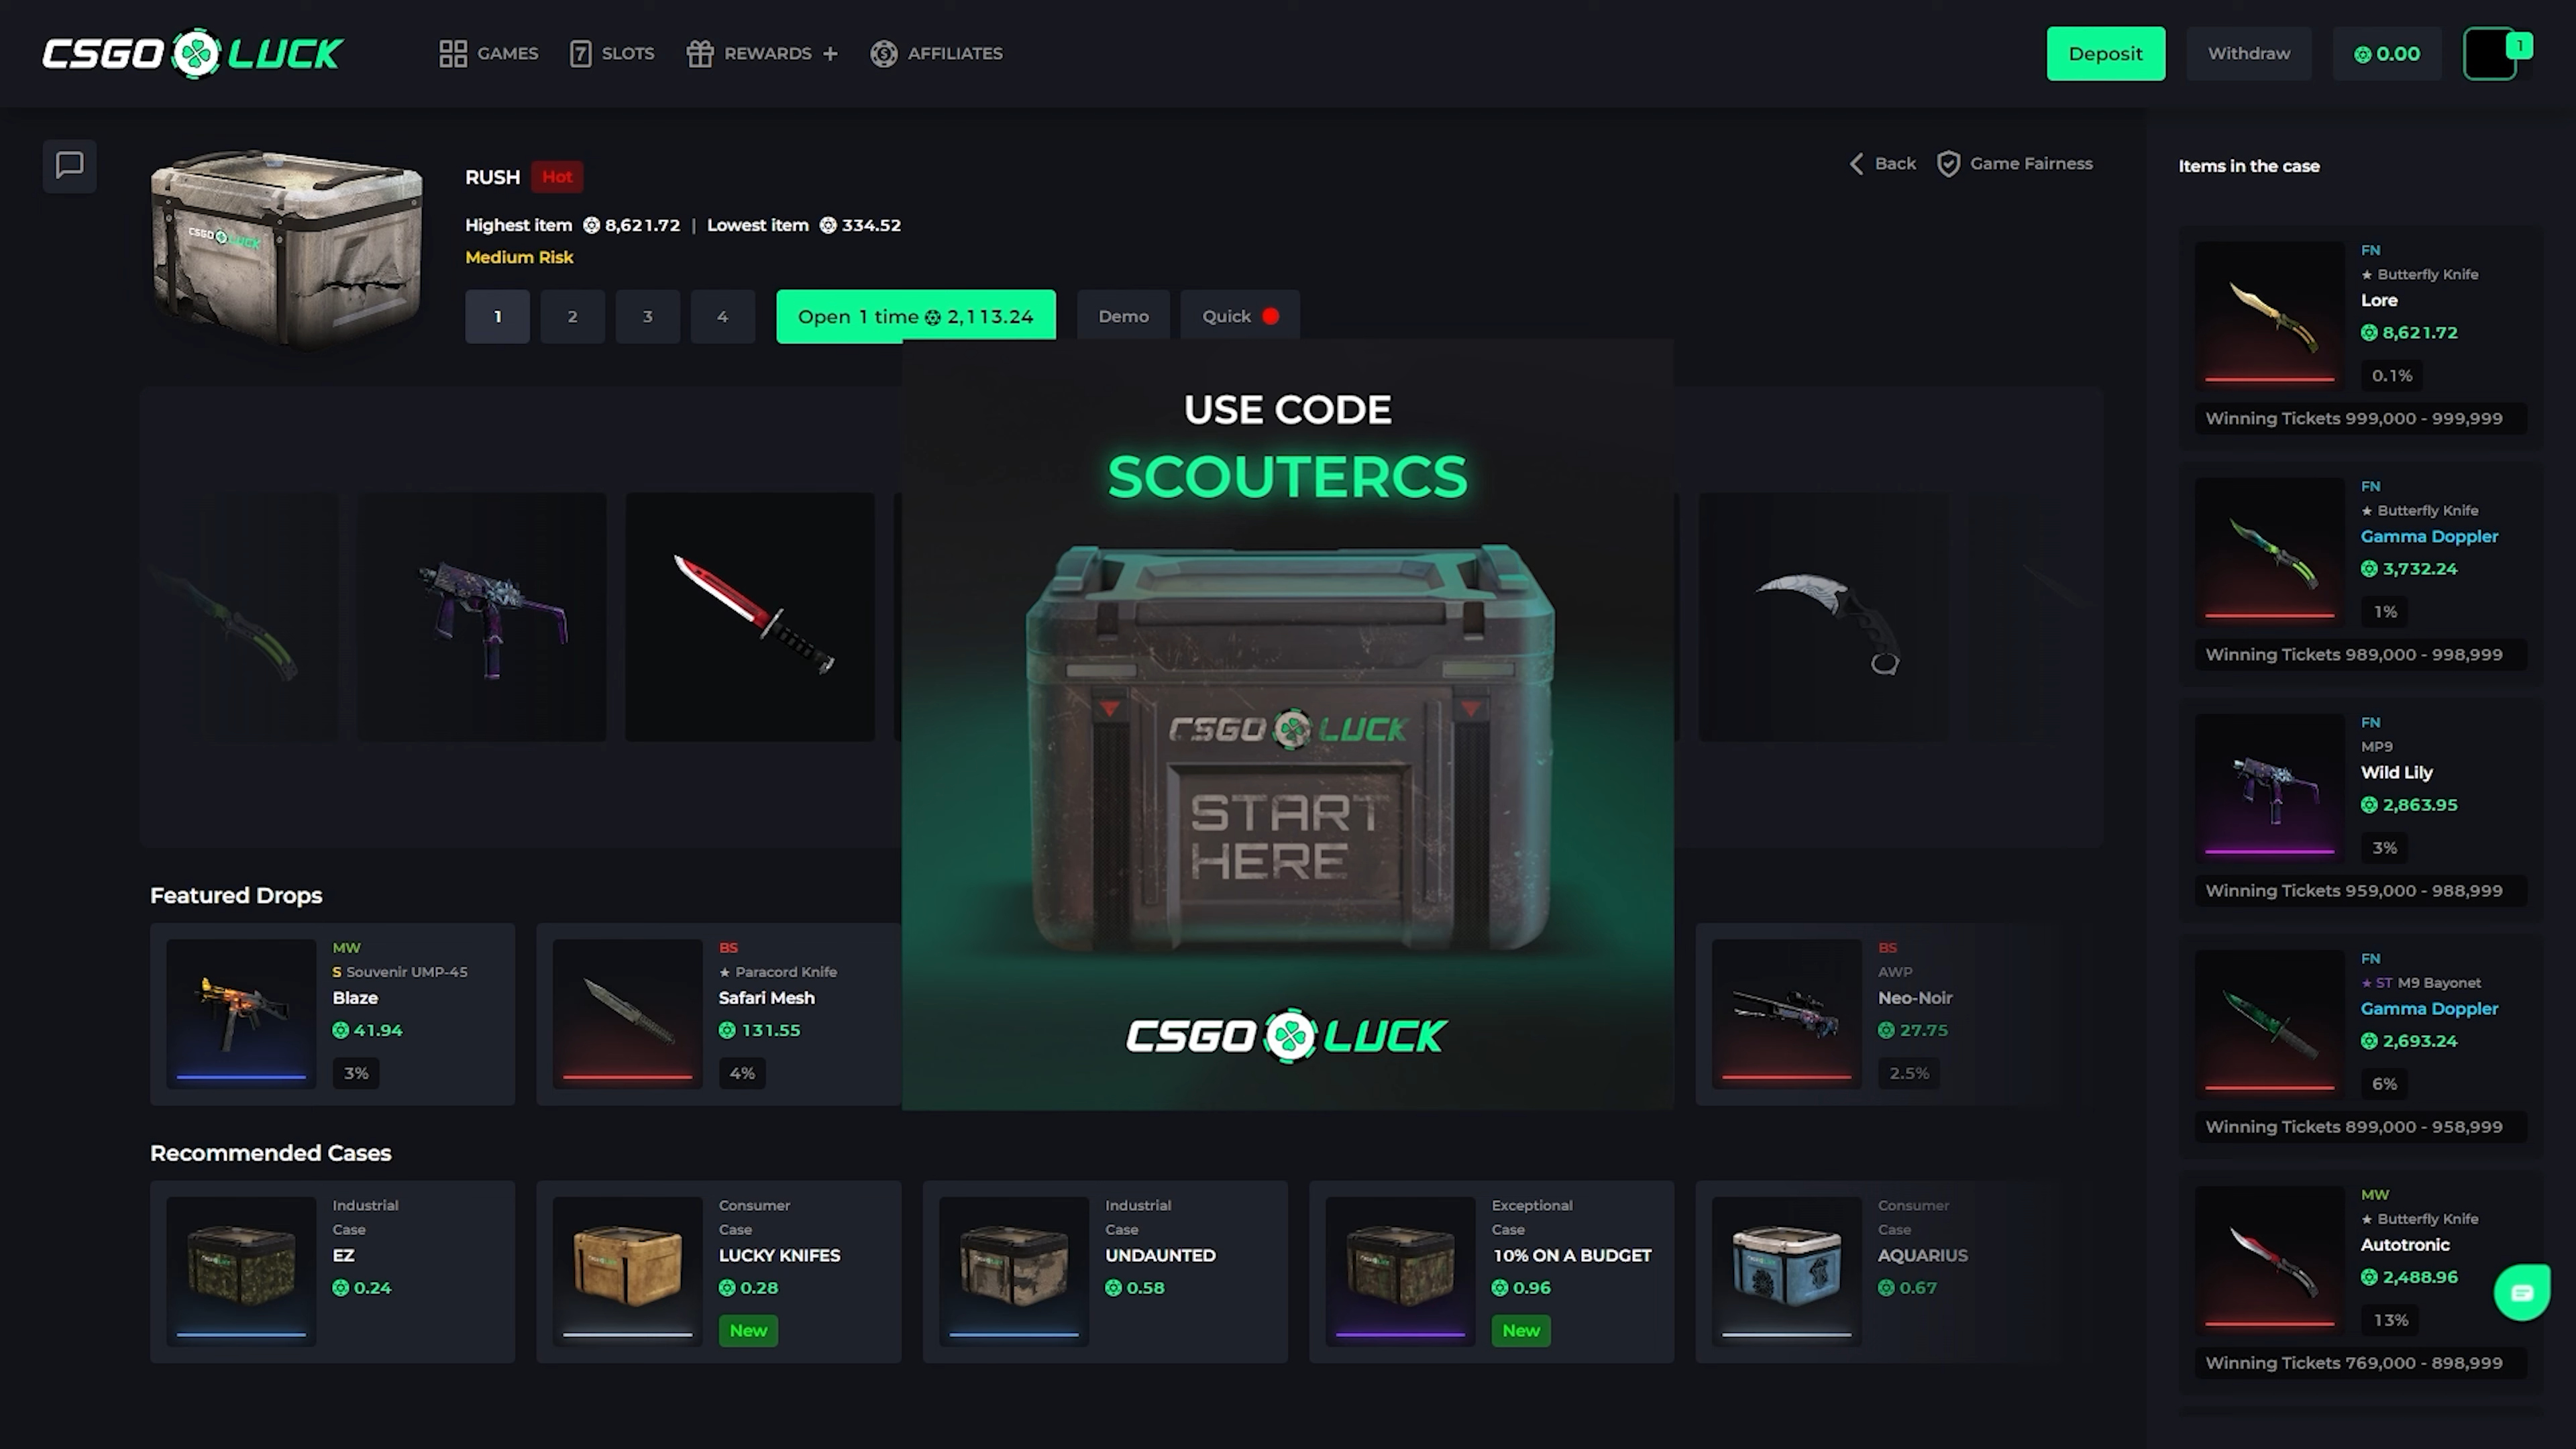 CSGO LUCK
GAMES
SLOTS
REWARDS +
AFFILIATES
Deposit
Withdraw
0.00
1
RUSH Hot
Highest item 8,621.72 | Lowest item 334.52
Medium Risk
1 2 3 4 Open 1 time 2,113.24 Demo Quick
Back
Game Fairness
CSGO LUCK
USE CODE
SCOUTERCS
CSGO LUCK
START
HERE
CSGO LUCK
Featured Drops
MW
S Souvenir UMP-45
Blaze
41.94
3%
BS
★ Paracord Knife
Safari Mesh
131.55
4%
BS
AWP
Neo-Noir
27.75
2.5%
Recommended Cases
Industrial
Case
EZ
0.24
Consumer
Case
LUCKY KNIFES
0.28
New
Industrial
Case
UNDAUNTED
0.58
Exceptional
Case
10% ON A BUDGET
0.96
New
Consumer
Case
AQUARIUS
0.67
Items in the case
FN
★ Butterfly Knife
Lore
8,621.72
0.1%
Winning Tickets 999,000 - 999,999
FN
★ Butterfly Knife
Gamma Doppler
3,732.24
1%
Winning Tickets 989,000 - 998,999
FN
MP9
Wild Lily
2,863.95
3%
Winning Tickets 959,000 - 988,999
FN
★ ST M9 Bayonet
Gamma Doppler
2,693.24
6%
Winning Tickets 899,000 - 958,999
MW
★ Butterfly Knife
Autotronic
2,488.96
13%
Winning Tickets 769,000 - 898,999